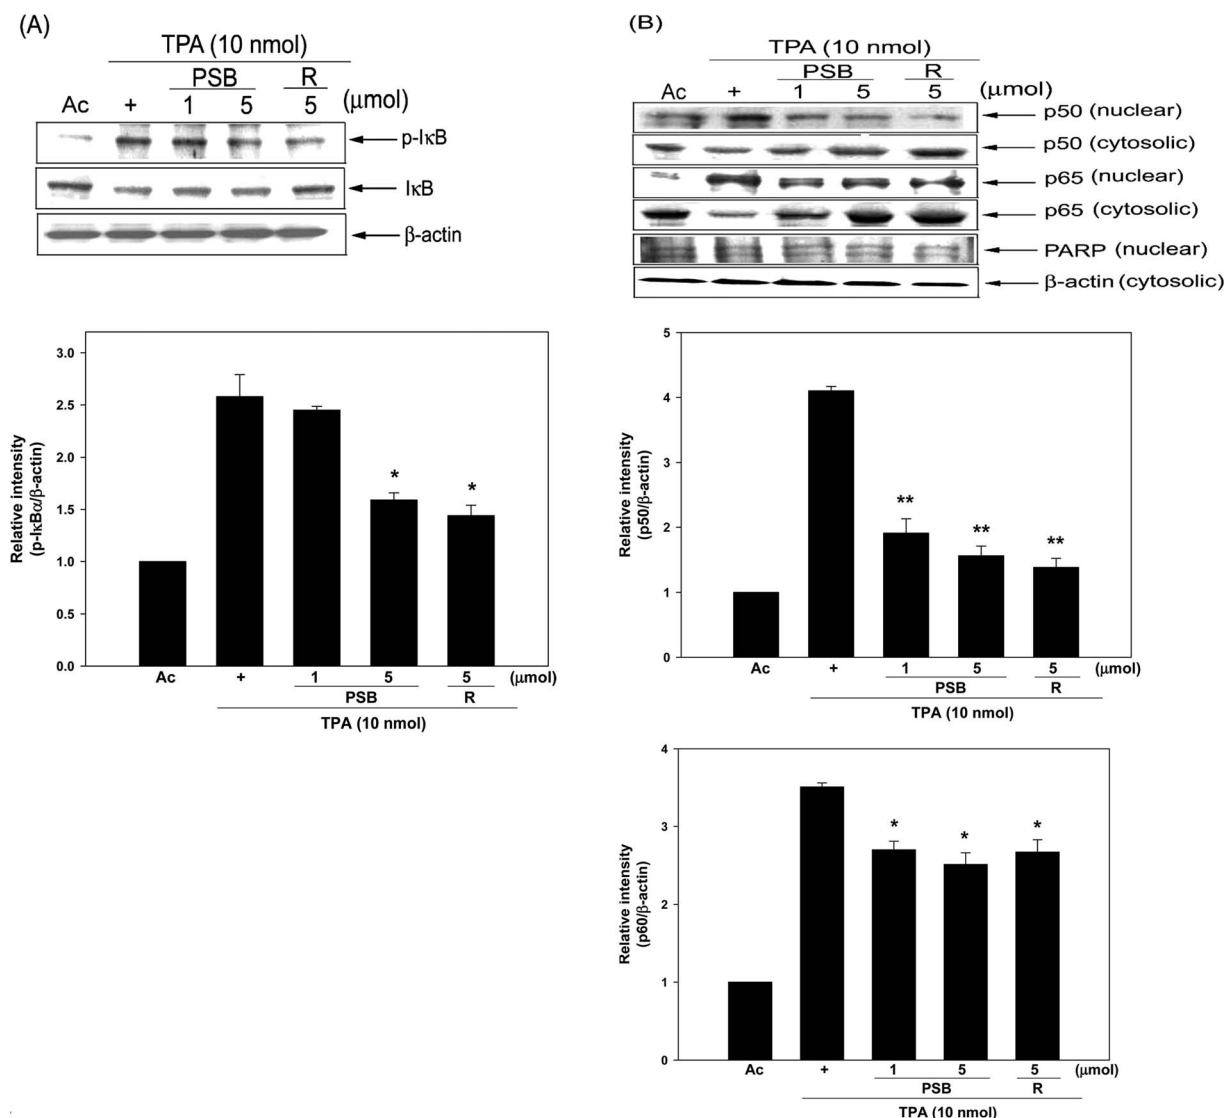 (A)
TPA (10 nmol)
PSB R
Ac + 1 5 5 (μmol)
p-IκB
IκB
β-actin
3.0
2.5
2.0
1.5
1.0
0.5
0.0
Relative intensity
(p-IκBα/β-actin)
* *
Ac + 1 5 5 (μmol)
PSB R
TPA (10 nmol)
(B)
TPA (10 nmol)
PSB R
Ac + 1 5 5 (μmol)
p50 (nuclear)
p50 (cytosolic)
p65 (nuclear)
p65 (cytosolic)
PARP (nuclear)
β-actin (cytosolic)
5
4
3
2
1
0
Relative intensity
(p50/β-actin)
** ** **
Ac + 1 5 5 (μmol)
PSB R
TPA (10 nmol)
4
3
2
1
0
Relative intensity
(p60/β-actin)
* * *
Ac + 1 5 5 (μmol)
PSB R
TPA (10 nmol)